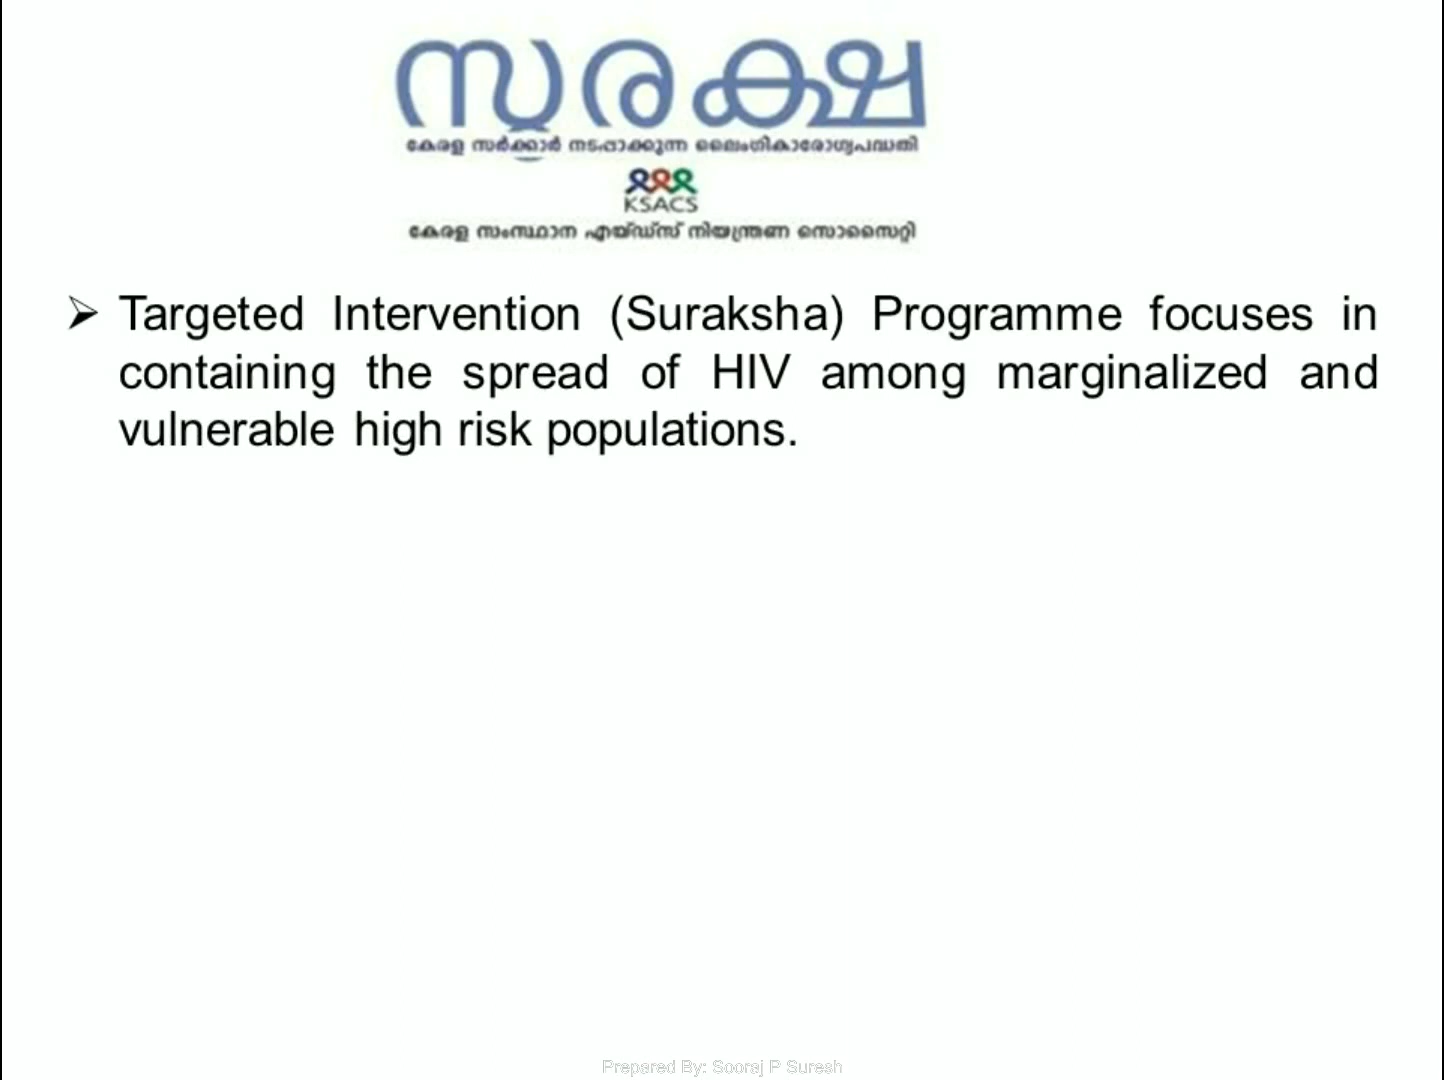 സുരക്ഷ
കേരള സർക്കാർ നടപ്പാക്കുന്ന ലൈംഗികാരോഗ്യപദ്ധതി
KSACS
കേരള സംസ്ഥാന എയ്ഡ്സ് നിയന്ത്രണ സൊസൈറ്റി
➢ Targeted Intervention (Suraksha) Programme focuses in
containing the spread of HIV among marginalized and
vulnerable high risk populations.
Prepared By: Sooraj P Suresh